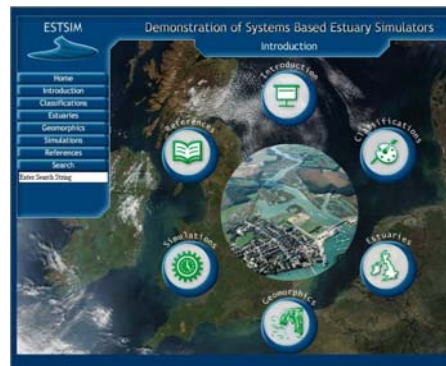 ESTSIM
Demonstration of Systems Based Estuary Simulators
Introduction
Home
Introduction
Classifications
Estuaries
Geomorphics
Simulations
References
Search
Enter Search String
Introduction
References
Classifications
Simulations
Estuaries
Geomorphics